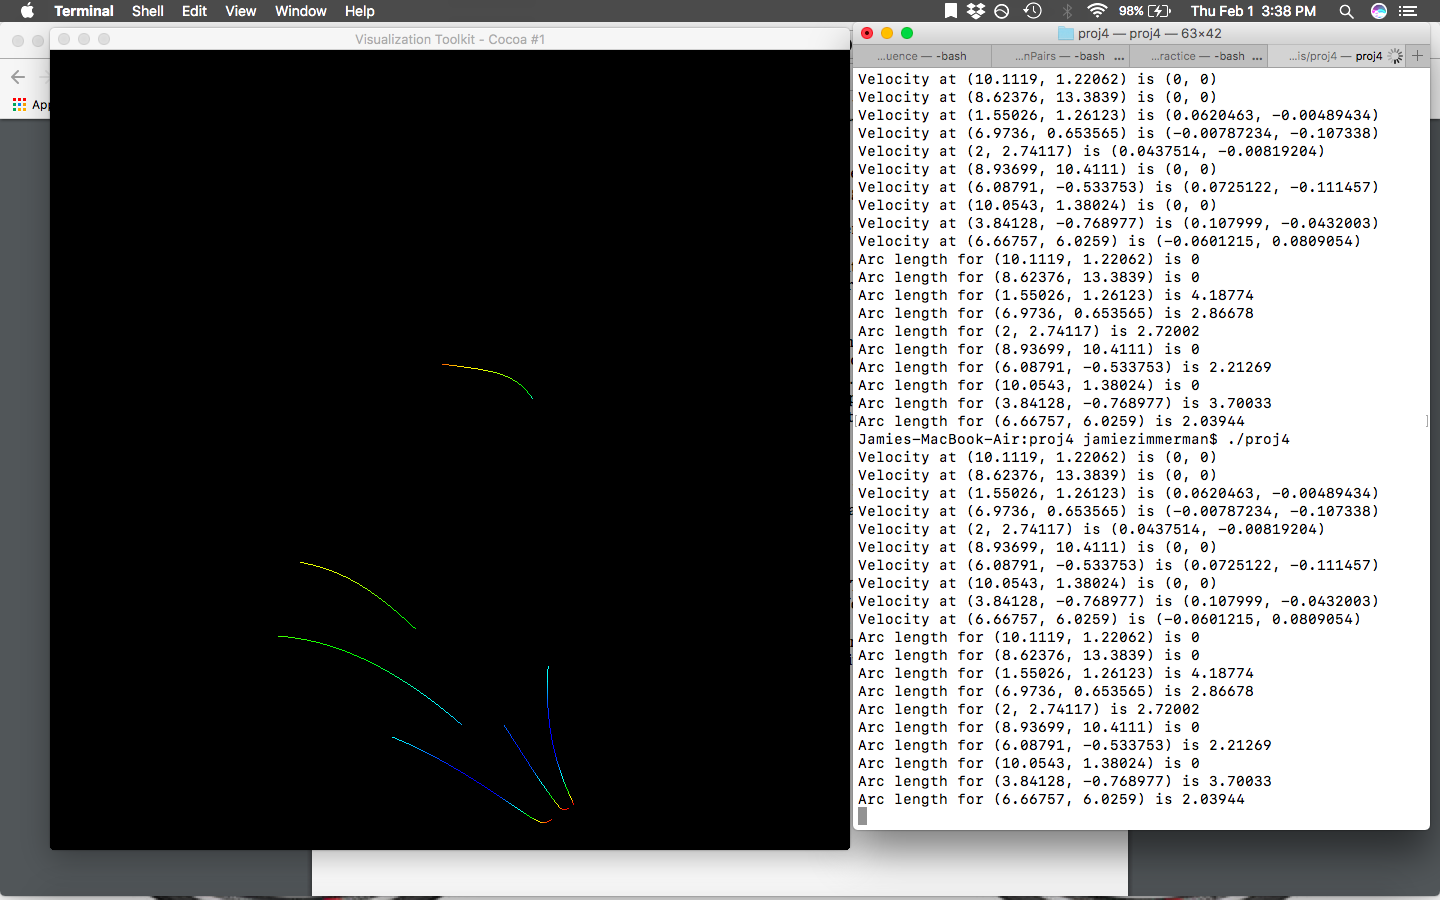 Terminal Shell Edit View Window Help 98% Thu Feb 1 3:38 PM
Visualization Toolkit - Cocoa #1
App
proj4 — proj4 — 63×42
...uence — -bash ...nPairs — -bash ... ...ractice — -bash ... ...is/proj4 — proj4
Velocity at (10.1119, 1.22062) is (0, 0)
Velocity at (8.62376, 13.3839) is (0, 0)
Velocity at (1.55026, 1.26123) is (0.0620463, -0.00489434)
Velocity at (6.9736, 0.653565) is (-0.00787234, -0.107338)
Velocity at (2, 2.74117) is (0.0437514, -0.00819204)
Velocity at (8.93699, 10.4111) is (0, 0)
Velocity at (6.08791, -0.533753) is (0.0725122, -0.111457)
Velocity at (10.0543, 1.38024) is (0, 0)
Velocity at (3.84128, -0.768977) is (0.107999, -0.0432003)
Velocity at (6.66757, 6.0259) is (-0.0601215, 0.0809054)
Arc length for (10.1119, 1.22062) is 0
Arc length for (8.62376, 13.3839) is 0
Arc length for (1.55026, 1.26123) is 4.18774
Arc length for (6.9736, 0.653565) is 2.86678
Arc length for (2, 2.74117) is 2.72002
Arc length for (8.93699, 10.4111) is 0
Arc length for (6.08791, -0.533753) is 2.21269
Arc length for (10.0543, 1.38024) is 0
Arc length for (3.84128, -0.768977) is 3.70033
Arc length for (6.66757, 6.0259) is 2.03944
Jamies-MacBook-Air:proj4 jamiezimmerman$ ./proj4
Velocity at (10.1119, 1.22062) is (0, 0)
Velocity at (8.62376, 13.3839) is (0, 0)
Velocity at (1.55026, 1.26123) is (0.0620463, -0.00489434)
Velocity at (6.9736, 0.653565) is (-0.00787234, -0.107338)
Velocity at (2, 2.74117) is (0.0437514, -0.00819204)
Velocity at (8.93699, 10.4111) is (0, 0)
Velocity at (6.08791, -0.533753) is (0.0725122, -0.111457)
Velocity at (10.0543, 1.38024) is (0, 0)
Velocity at (3.84128, -0.768977) is (0.107999, -0.0432003)
Velocity at (6.66757, 6.0259) is (-0.0601215, 0.0809054)
Arc length for (10.1119, 1.22062) is 0
Arc length for (8.62376, 13.3839) is 0
Arc length for (1.55026, 1.26123) is 4.18774
Arc length for (6.9736, 0.653565) is 2.86678
Arc length for (2, 2.74117) is 2.72002
Arc length for (8.93699, 10.4111) is 0
Arc length for (6.08791, -0.533753) is 2.21269
Arc length for (10.0543, 1.38024) is 0
Arc length for (3.84128, -0.768977) is 3.70033
Arc length for (6.66757, 6.0259) is 2.03944